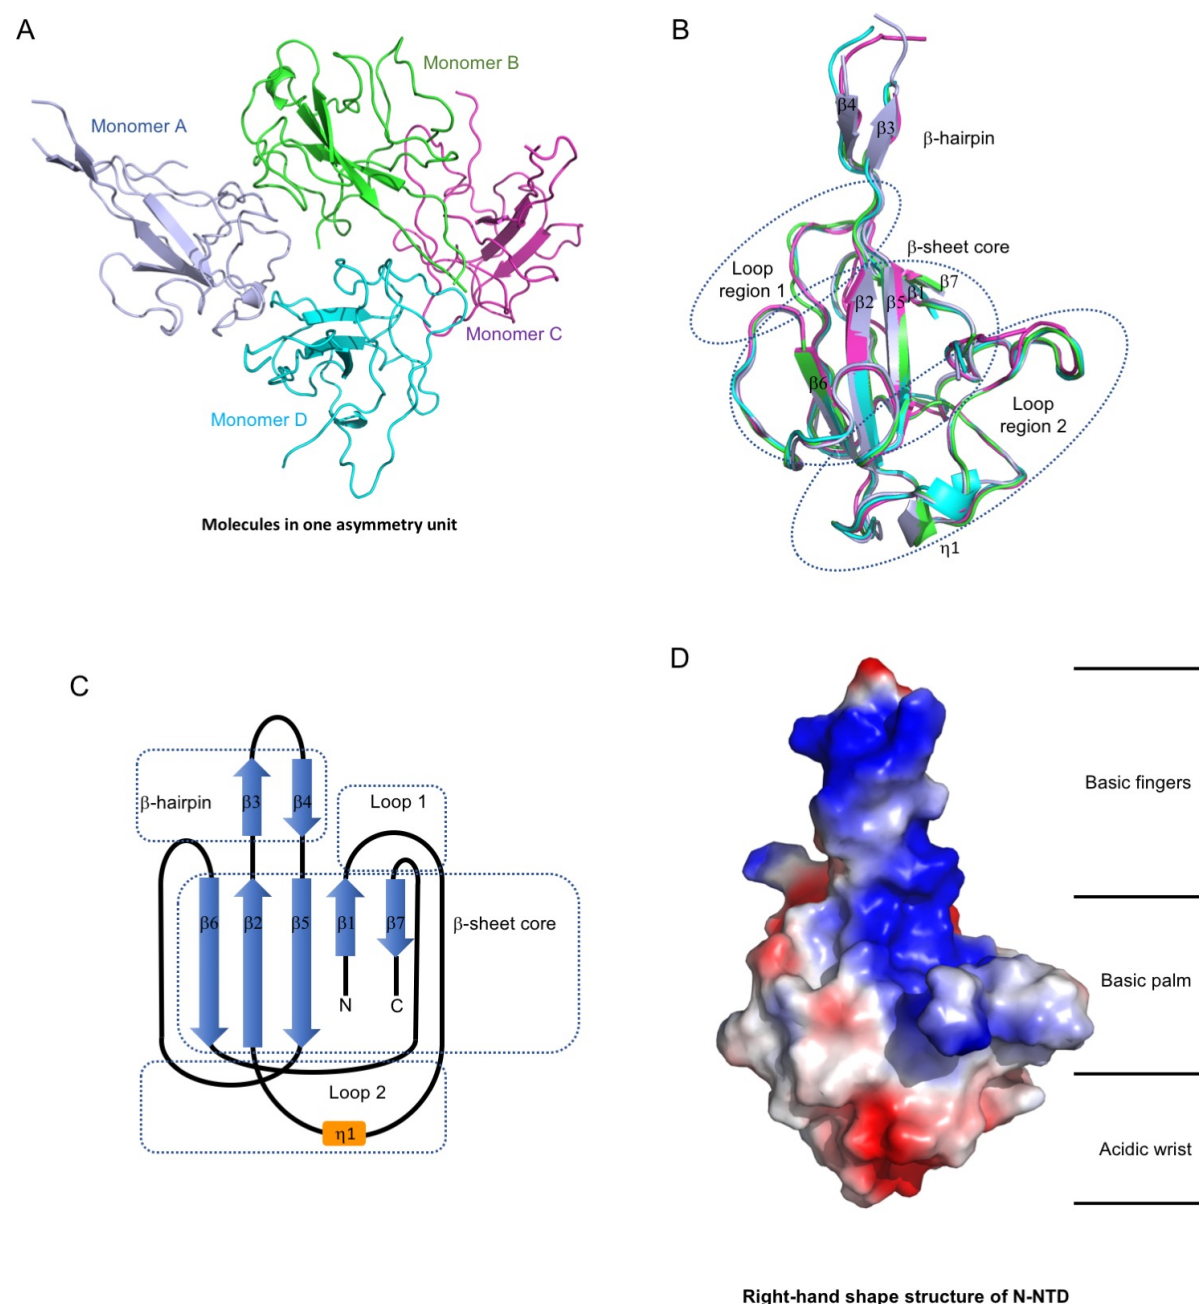 A
Monomer A
Monomer B
Monomer C
Monomer D
Molecules in one asymmetry unit
B
β4
β3
β-hairpin
β-sheet core
Loop
region 1
β2
β5
β1
β7
β6
Loop
region 2
η1
C
β-hairpin
β3
β4
Loop 1
β6
β2
β5
β1
β7
β-sheet core
N
C
Loop 2
η1
D
Basic fingers
Basic palm
Acidic wrist
Right-hand shape structure of N-NTD